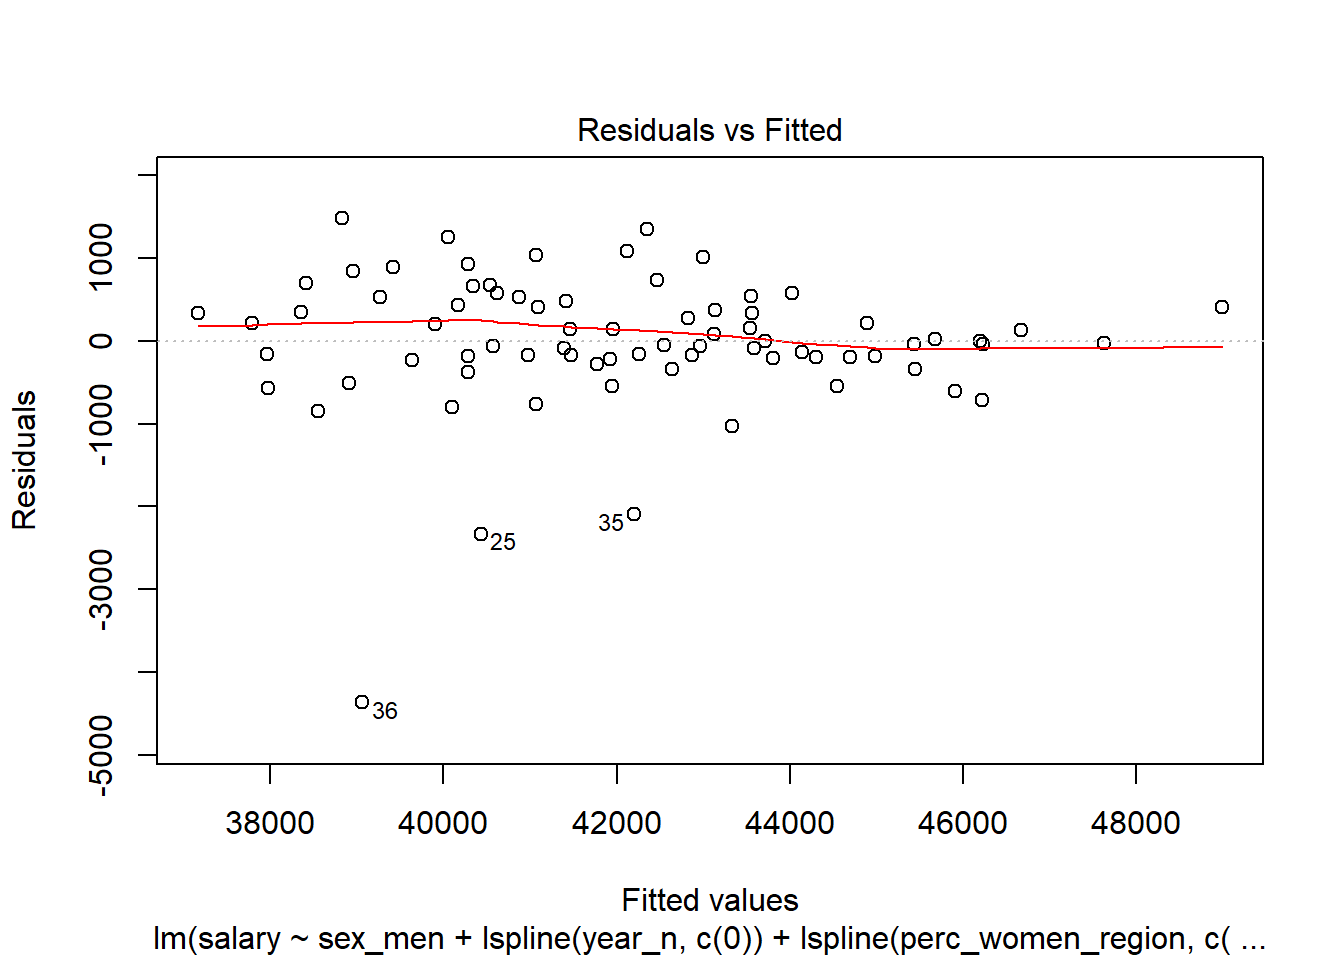 Residuals vs Fitted
Residuals
1000
0
-1000
-3000
-5000
35
25
36
38000 40000 42000 44000 46000 48000
Fitted values
lm(salary ~ sex_men + lspline(year_n, c(0)) + lspline(perc_women_region, c( ...